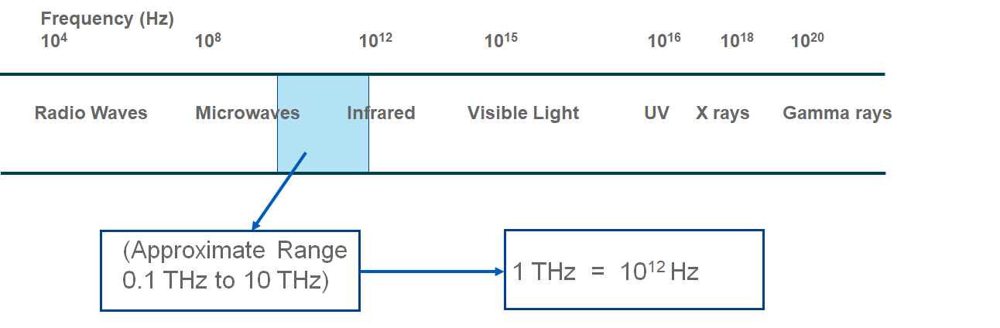 Frequency (Hz)
10⁴ 10⁸ 10¹² 10¹⁵ 10¹⁶ 10¹⁸ 10²⁰
Radio Waves Microwaves Infrared Visible Light UV X rays Gamma rays
(Approximate Range
0.1 THz to 10 THz)
1 THz = 10¹² Hz